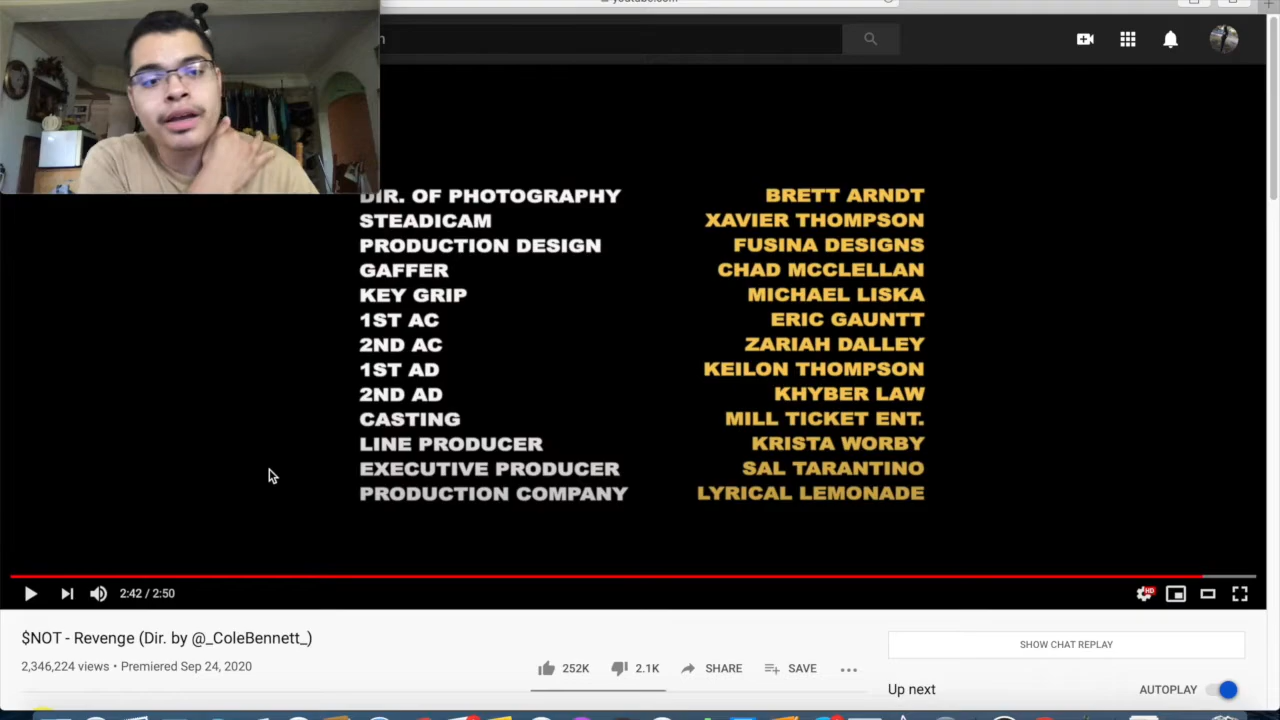 DIR. OF PHOTOGRAPHY BRETT ARNDT
STEADICAM XAVIER THOMPSON
PRODUCTION DESIGN FUSINA DESIGNS
GAFFER CHAD MCCLELLAN
KEY GRIP MICHAEL LISKA
1ST AC ERIC GAUNTT
2ND AC ZARIAH DALLEY
1ST AD KEILON THOMPSON
2ND AD KHYBER LAW
CASTING MILL TICKET ENT.
LINE PRODUCER KRISTA WORBY
EXECUTIVE PRODUCER SAL TARANTINO
PRODUCTION COMPANY LYRICAL LEMONADE
2:42 / 2:50
HD
$NOT - Revenge (Dir. by @_ColeBennett_)
2,346,224 views • Premiered Sep 24, 2020
252K 2.1K SHARE SAVE
SHOW CHAT REPLAY
Up next AUTOPLAY